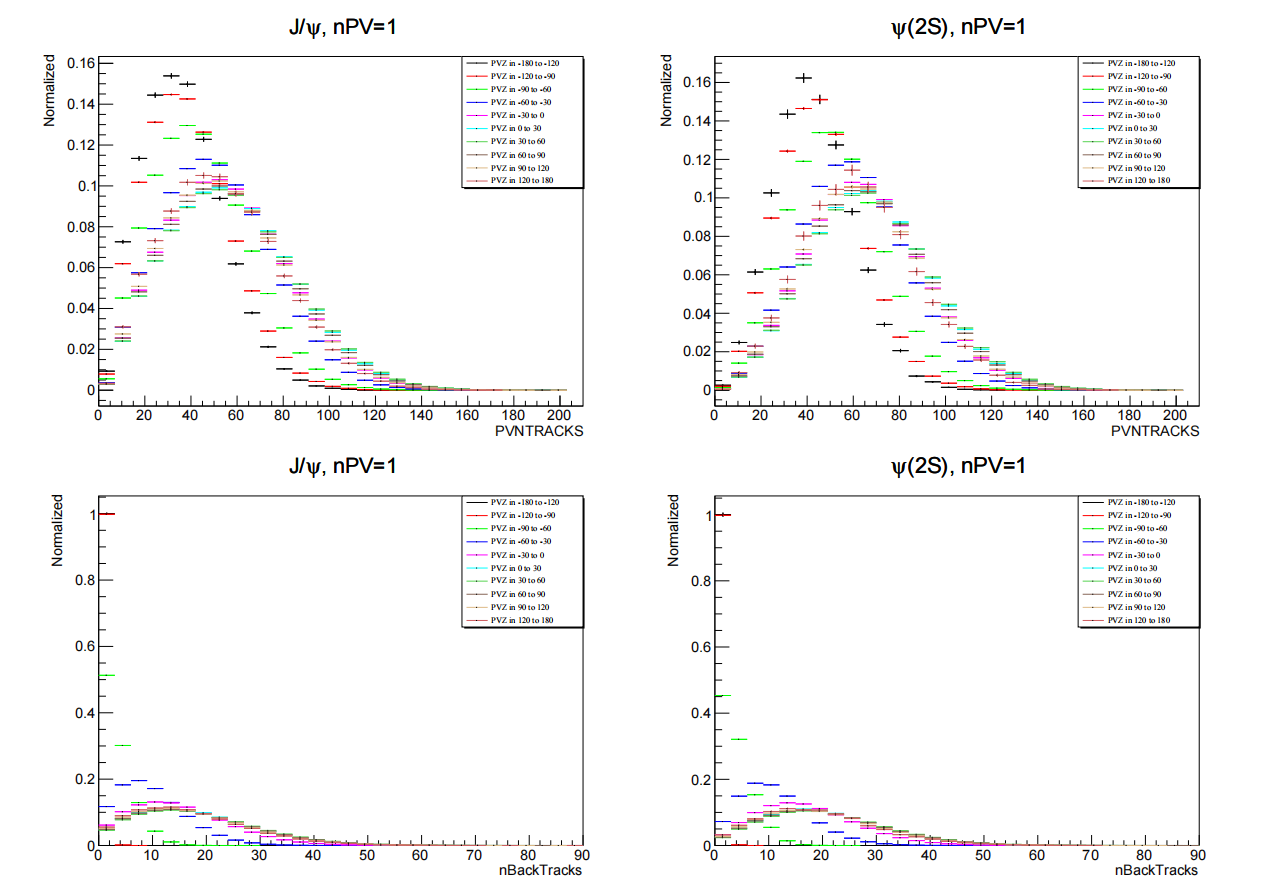 J/ψ, nPV=1
Normalized
0.16
0.14
0.12
0.1
0.08
0.06
0.04
0.02
0
PVZ in -180 to -120
PVZ in -120 to -90
PVZ in -90 to -60
PVZ in -60 to -30
PVZ in -30 to 0
PVZ in 0 to 30
PVZ in 30 to 60
PVZ in 60 to 90
PVZ in 90 to 120
PVZ in 120 to 180
0 20 40 60 80 100 120 140 160 180 200
PVNTRACKS
ψ(2S), nPV=1
Normalized
0.16
0.14
0.12
0.1
0.08
0.06
0.04
0.02
0
PVZ in -180 to -120
PVZ in -120 to -90
PVZ in -90 to -60
PVZ in -60 to -30
PVZ in -30 to 0
PVZ in 0 to 30
PVZ in 30 to 60
PVZ in 60 to 90
PVZ in 90 to 120
PVZ in 120 to 180
0 20 40 60 80 100 120 140 160 180 200
PVNTRACKS
J/ψ, nPV=1
Normalized
1
0.8
0.6
0.4
0.2
0
PVZ in -180 to -120
PVZ in -120 to -90
PVZ in -90 to -60
PVZ in -60 to -30
PVZ in -30 to 0
PVZ in 0 to 30
PVZ in 30 to 60
PVZ in 60 to 90
PVZ in 90 to 120
PVZ in 120 to 180
0 10 20 30 40 50 60 70 80 90
nBackTracks
ψ(2S), nPV=1
Normalized
1
0.8
0.6
0.4
0.2
0
PVZ in -180 to -120
PVZ in -120 to -90
PVZ in -90 to -60
PVZ in -60 to -30
PVZ in -30 to 0
PVZ in 0 to 30
PVZ in 30 to 60
PVZ in 60 to 90
PVZ in 90 to 120
PVZ in 120 to 180
0 10 20 30 40 50 60 70 80 90
nBackTracks